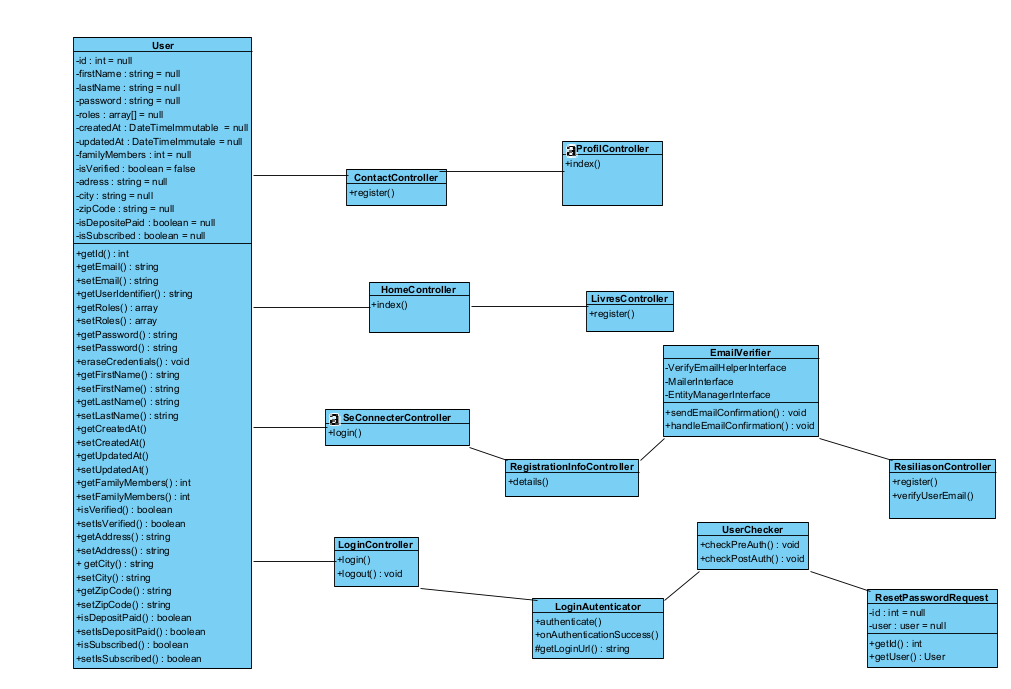 User
-id : int = null
-firstName : string = null
-lastName : string = null
-password : string = null
-roles : array[] = null
-createdAt : DateTimeImmutable = null
-updatedAt : DateTimeImmutale = null
-familyMembers : int = null
-isVerified : boolean = false
-adress : string = null
-city : string = null
-zipCode : string = null
-isDepositePaid : boolean = null
-isSubscribed : boolean = null
+getId() : int
+getEmail() : string
+setEmail() : string
+getUserIdentifier() : string
+getRoles() : array
+setRoles() : array
+getPassword() : string
+setPassword() : string
+eraseCredentials() : void
+getFirstName() : string
+setFirstName() : string
+getLastName() : string
+setLastName() : string
+getCreatedAt()
+setCreatedAt()
+getUpdatedAt()
+setUpdatedAt()
+getFamilyMembers() : int
+setFamilyMembers() : int
+isVerified() : boolean
+setIsVerified() : boolean
+getAddress() : string
+setAddress() : string
+ getCity() : string
+setCity() : string
+getZipCode() : string
+setZipCode() : string
+isDepositPaid() : boolean
+setIsDepositPaid() : boolean
+isSubscribed() : boolean
+setIsSubscribed() : boolean
ContactController
+register()
a ProfilController
+index()
HomeController
+index()
LivresController
+register()
a SeConnecterController
+login()
RegistrationInfoController
+details()
EmailVerifier
-VerifyEmailHelperInterface
-MailerInterface
-EntityManagerInterface
+sendEmailConfirmation() : void
+handleEmailConfirmation() : void
ResiliasonController
+register()
+verifyUserEmail()
LoginController
+login()
+logout() : void
LoginAutenticator
+authenticate()
+onAuthenticationSuccess()
#getLoginUrl() : string
UserChecker
+checkPreAuth() : void
+checkPostAuth() : void
ResetPasswordRequest
-id : int = null
-user : user = null
+getId() : int
+getUser() : User